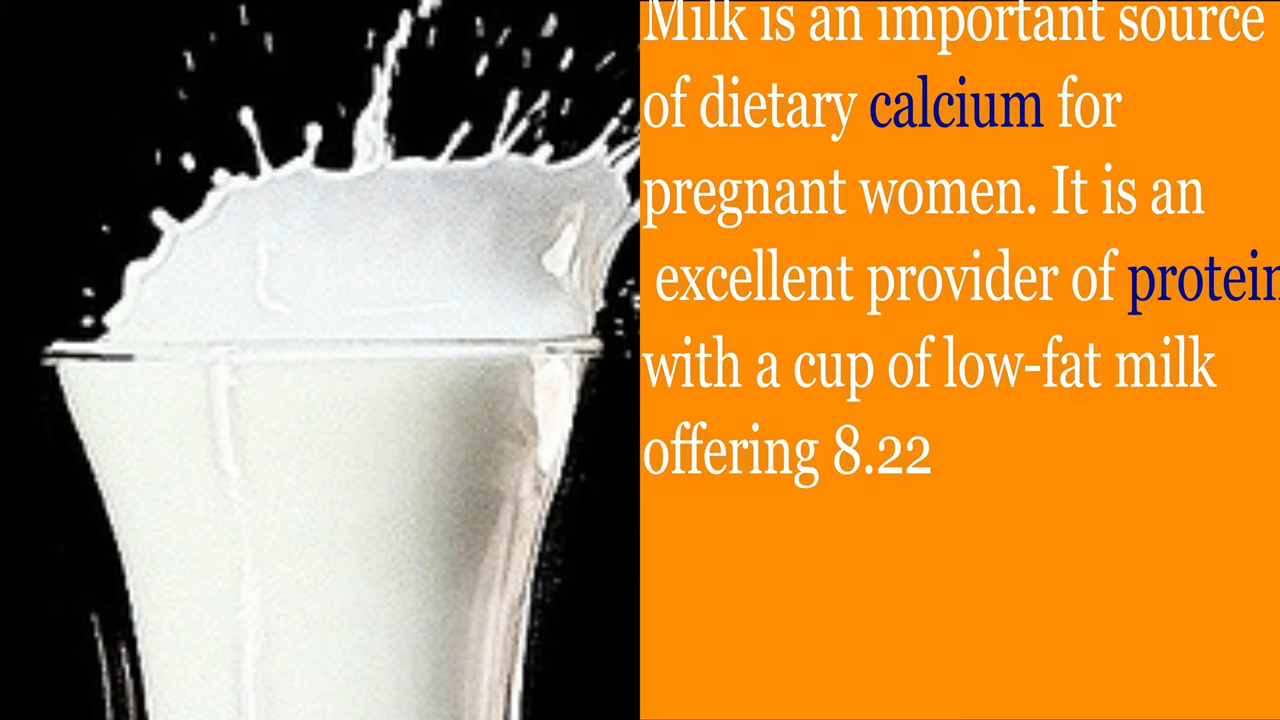 Milk is an important source
of dietary calcium for
pregnant women. It is an
excellent provider of protein
with a cup of low-fat milk
offering 8.22